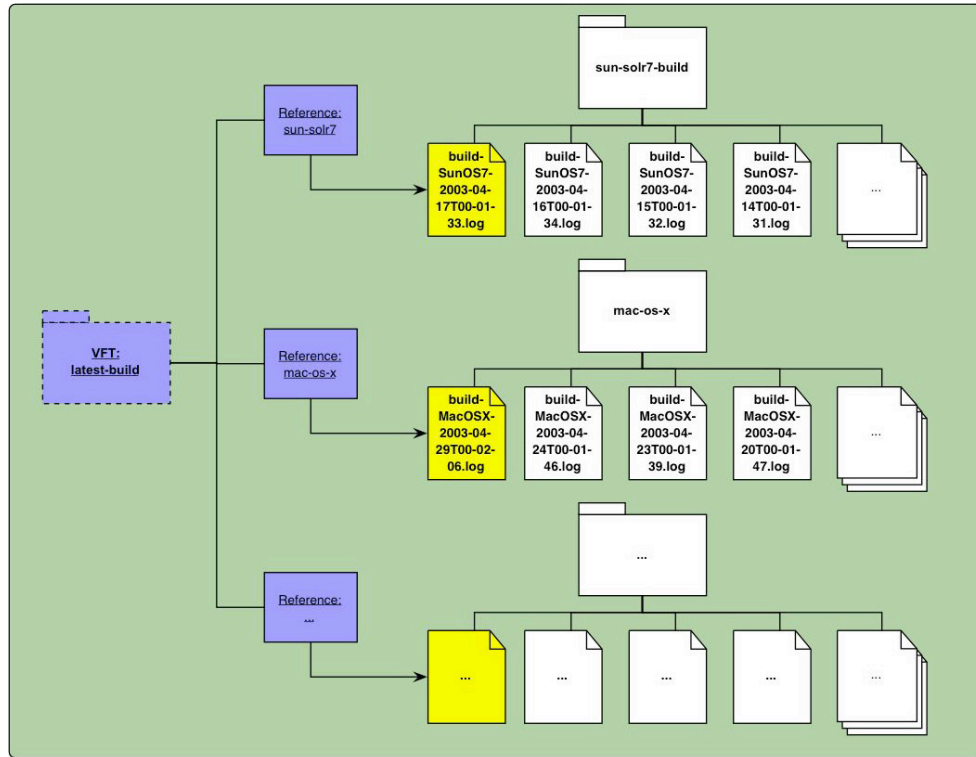 sun-solr7-build
Reference:
sun-solr7
build-
SunOS7-
2003-04-
17T00-01-
33.log
build-
SunOS7-
2003-04-
16T00-01-
34.log
build-
SunOS7-
2003-04-
15T00-01-
32.log
build-
SunOS7-
2003-04-
14T00-01-
31.log
...
mac-os-x
VFT:
latest-build
Reference:
mac-os-x
build-
MacOSX-
2003-04-
29T00-02-
06.log
build-
MacOSX-
2003-04-
24T00-01-
46.log
build-
MacOSX-
2003-04-
23T00-01-
39.log
build-
MacOSX-
2003-04-
20T00-01-
47.log
...
...
Reference:
...
...
...
...
...
...